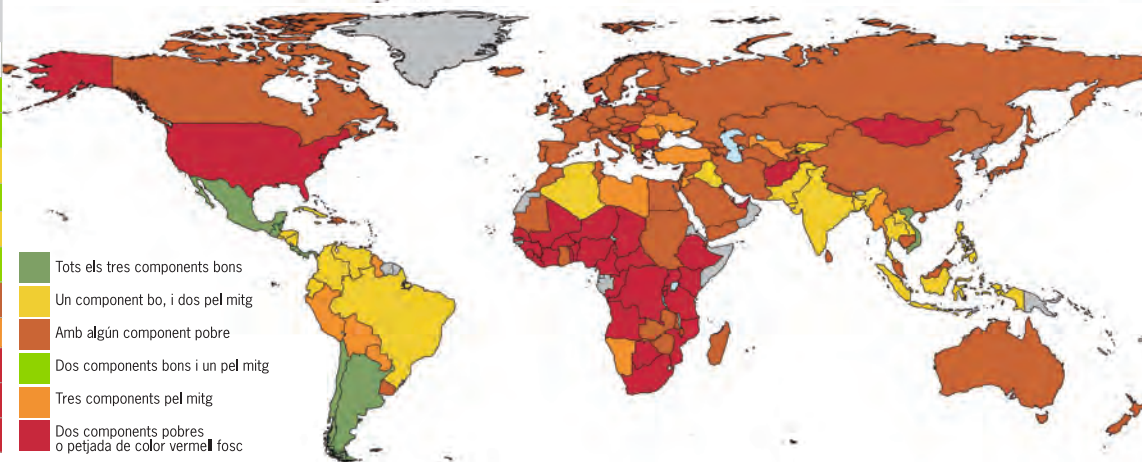 Tots els tres components bons
Un component bo, i dos pel mitg
Amb algún component pobre
Dos components bons i un pel mitg
Tres components pel mitg
Dos components pobres
o petjada de color vermell fosc